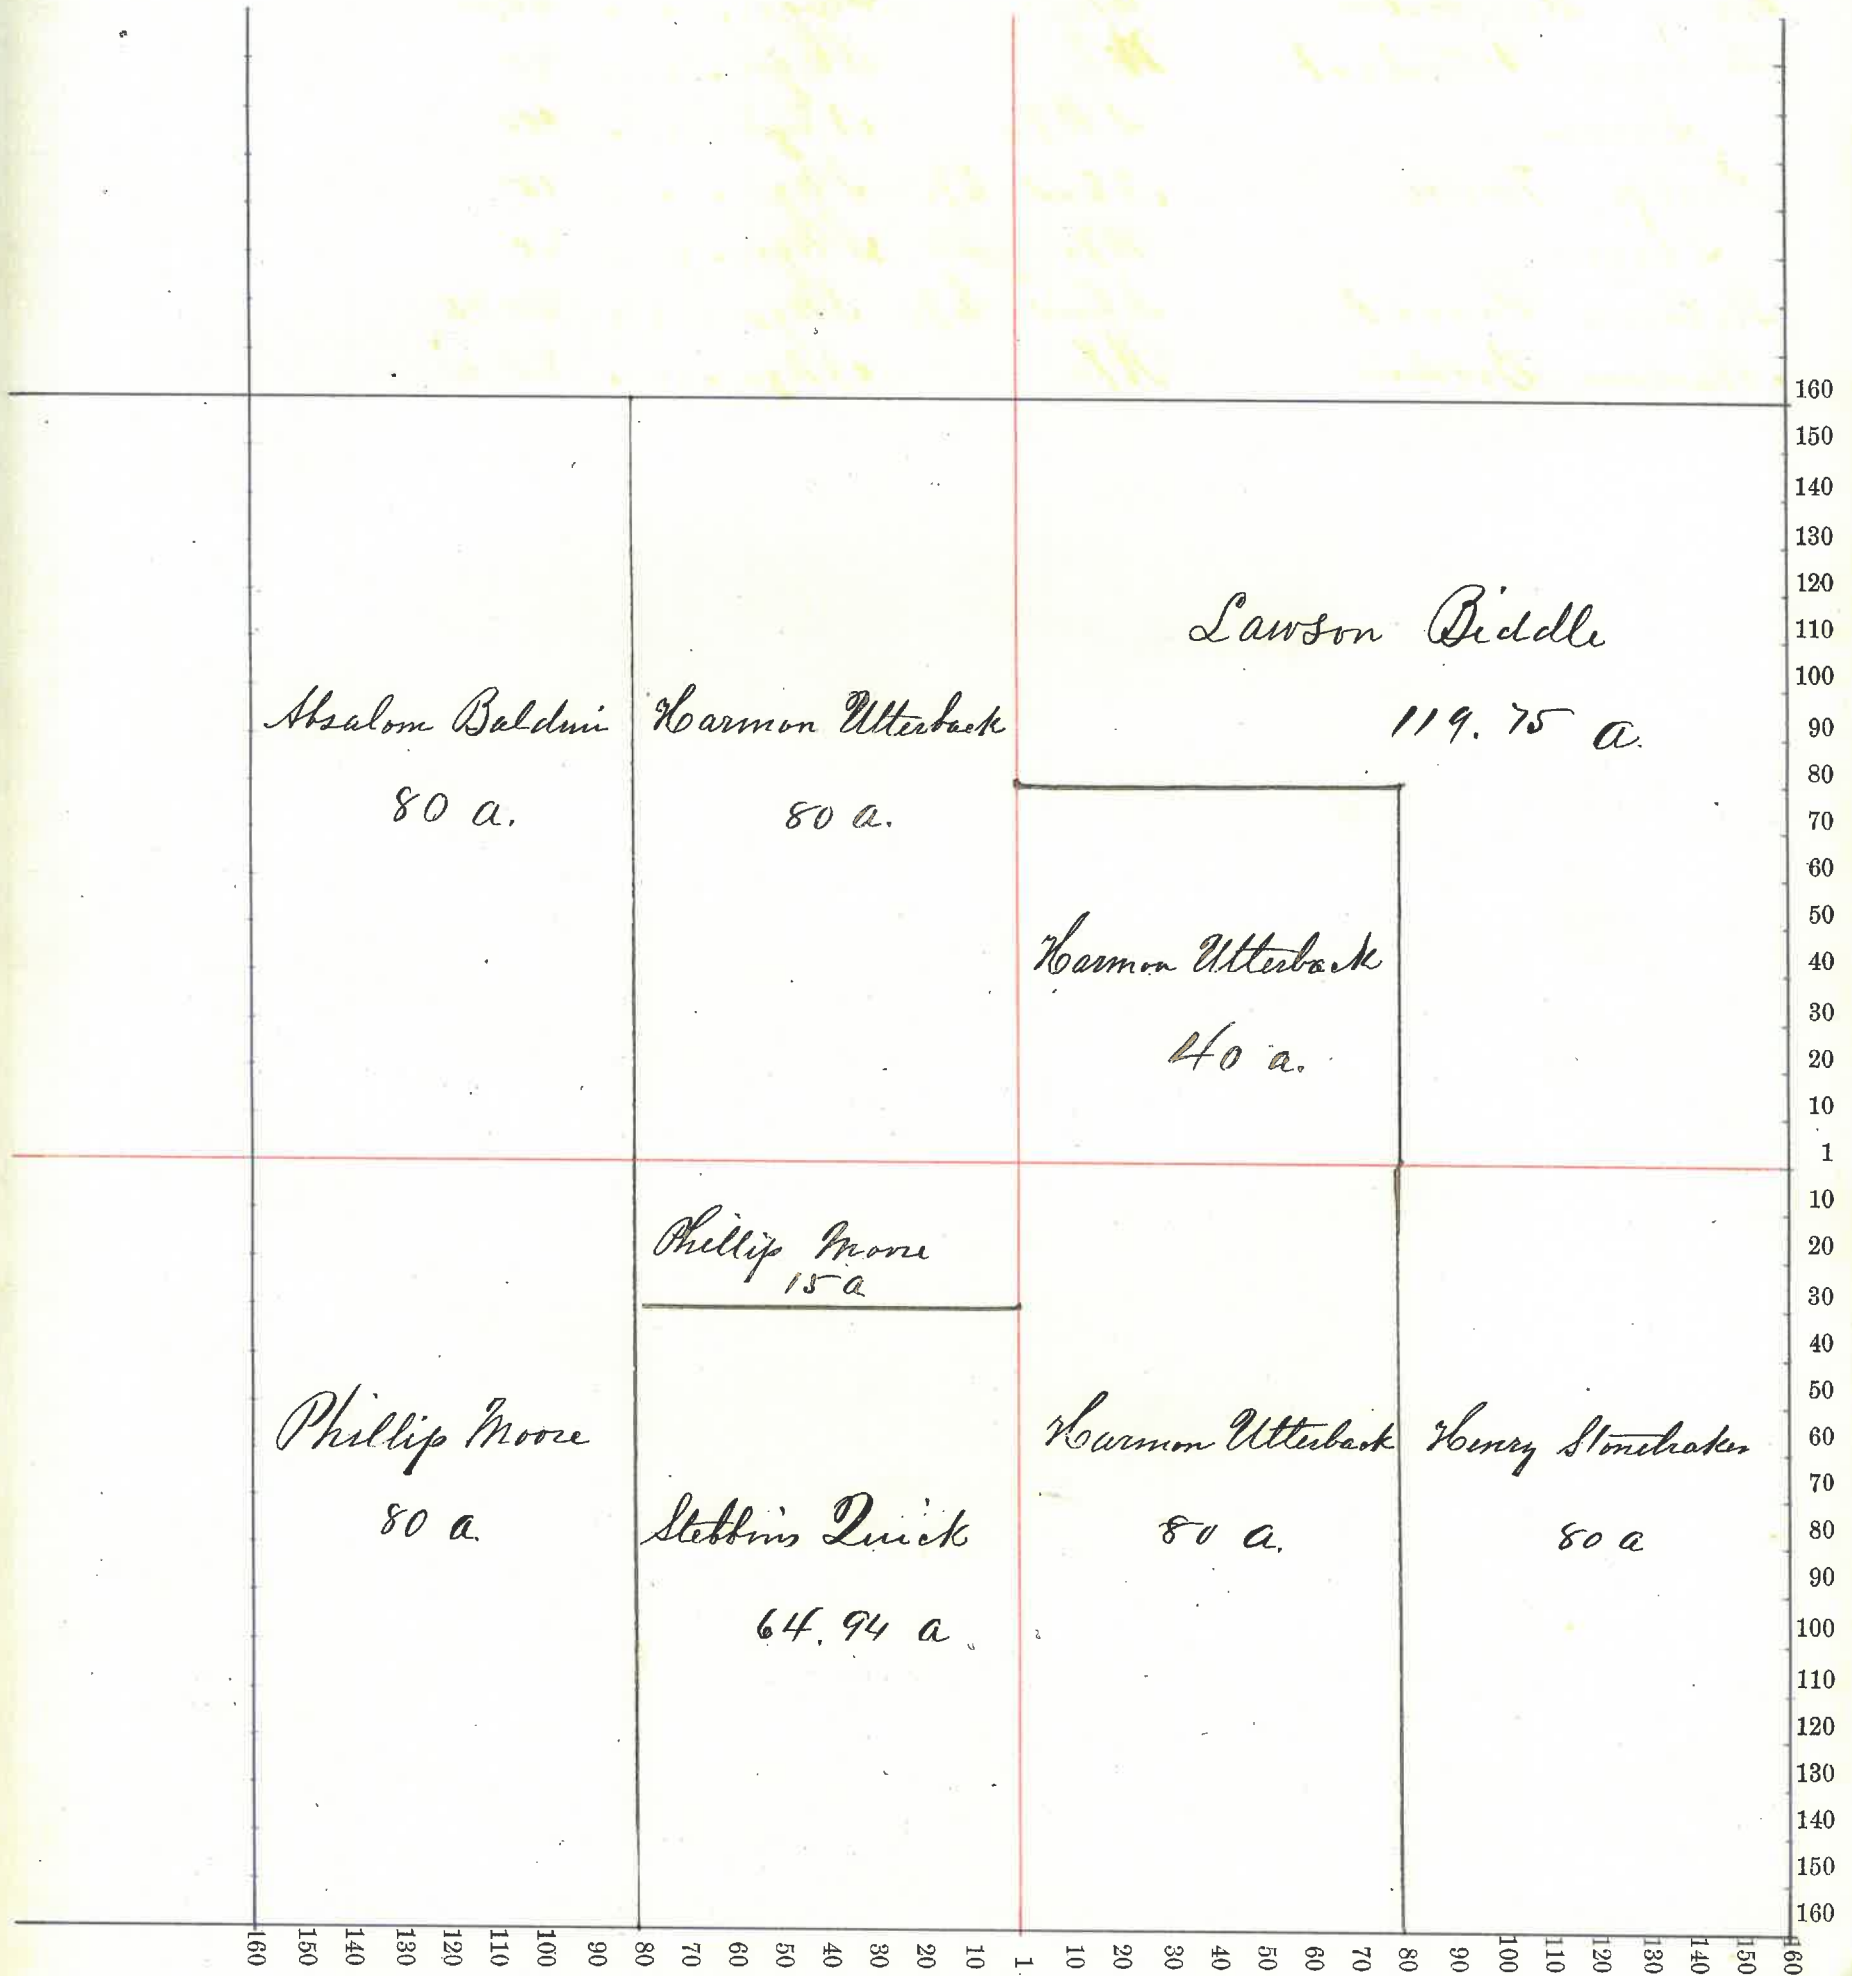 Lawson Biddle
119.75 a.
Absalom Baldwin
80 a.
Harmon Utterback
80 a.
Harmon Utterback
40 a.
Phillip Moore
15 a
Phillip Moore
80 a.
Stebbins Quick
64.94 a.
Harmon Utterback
80 a.
Henry Stonebraker
80 a
160
150
140
130
120
110
100
90
80
70
60
50
40
30
20
10
1
10
20
30
40
50
60
70
80
90
100
110
120
130
140
150
160
160 150 140 130 120 110 100 90 80 70 60 50 40 30 20 10 1. 10 20 30 40 50 60 70 80 90 100 110 120 130 140 150 160